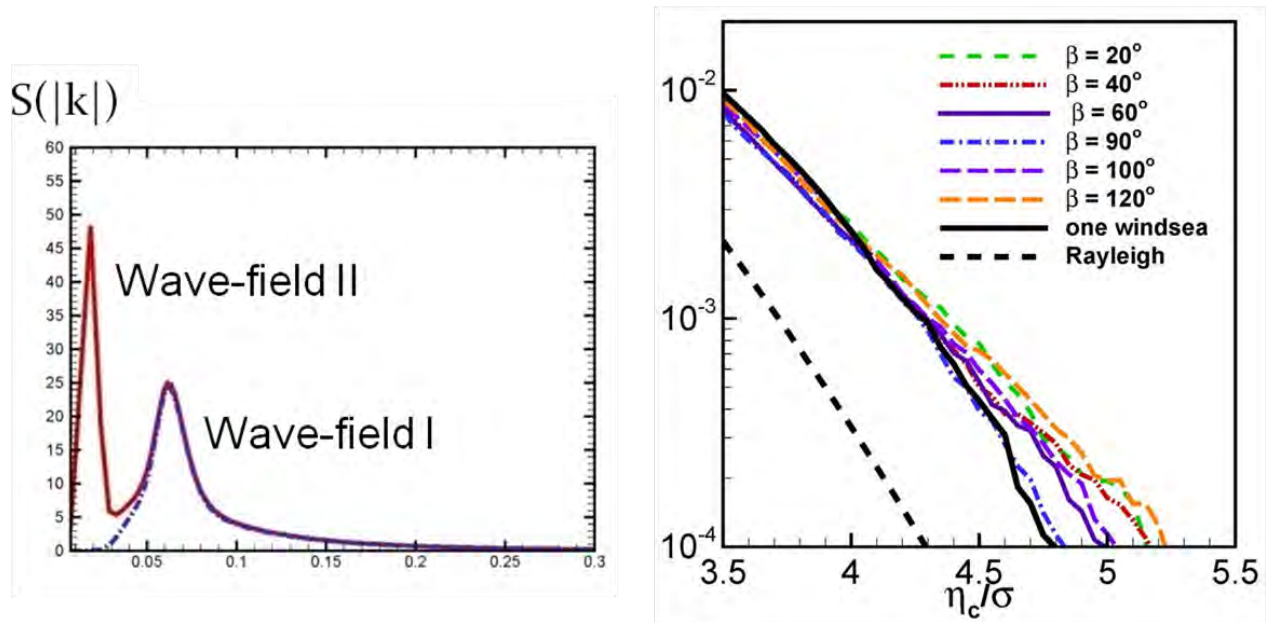 S(|k|)
60
55
50
45
40
35
30
25
20
15
10
5
0
0.05
0.1
0.15
0.2
0.25
0.3
Wave-field II
Wave-field I
10⁻²
10⁻³
10⁻⁴
3.5
4
4.5
5
5.5
η_c/σ
β = 20°
β = 40°
β = 60°
β = 90°
β = 100°
β = 120°
one windsea
Rayleigh